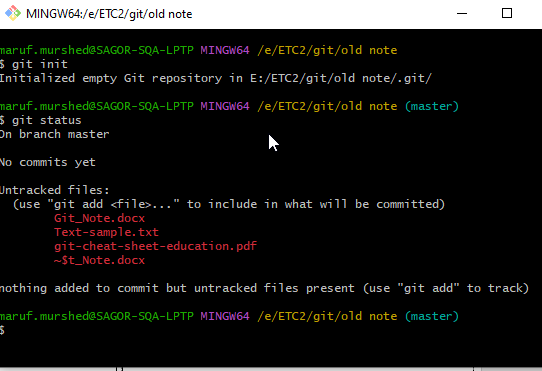 MINGW64:/e/ETC2/git/old note
maruf.murshed@SAGOR-SQA-LPTP MINGW64 /e/ETC2/git/old note
$ git init
Initialized empty Git repository in E:/ETC2/git/old note/.git/
maruf.murshed@SAGOR-SQA-LPTP MINGW64 /e/ETC2/git/old note (master)
$ git status
On branch master
No commits yet
Untracked files:
(use "git add <file>..." to include in what will be committed)
Git_Note.docx
Text-sample.txt
git-cheat-sheet-education.pdf
~$t_Note.docx
nothing added to commit but untracked files present (use "git add" to track)
maruf.murshed@SAGOR-SQA-LPTP MINGW64 /e/ETC2/git/old note (master)
$